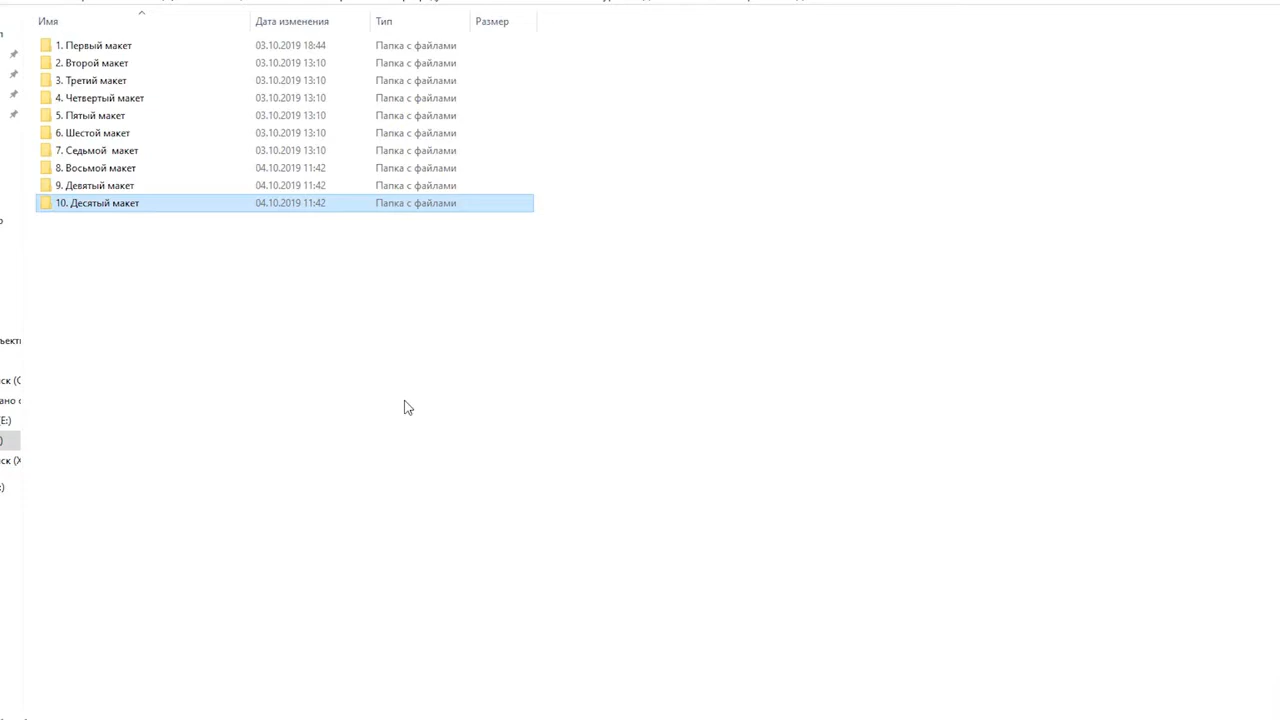 Имя Дата изменения Тип Размер
1. Первый макет 03.10.2019 18:44 Папка с файлами
2. Второй макет 03.10.2019 13:10 Папка с файлами
3. Третий макет 03.10.2019 13:10 Папка с файлами
4. Четвертый макет 03.10.2019 13:10 Папка с файлами
5. Пятый макет 03.10.2019 13:10 Папка с файлами
6. Шестой макет 03.10.2019 13:10 Папка с файлами
7. Седьмой  макет 03.10.2019 13:10 Папка с файлами
8. Восьмой макет 04.10.2019 11:42 Папка с файлами
9. Девятый макет 04.10.2019 11:42 Папка с файлами
10. Десятый макет 04.10.2019 11:42 Папка с файлами
ъект
ск (
ано
E:)
)
ск (X
:)